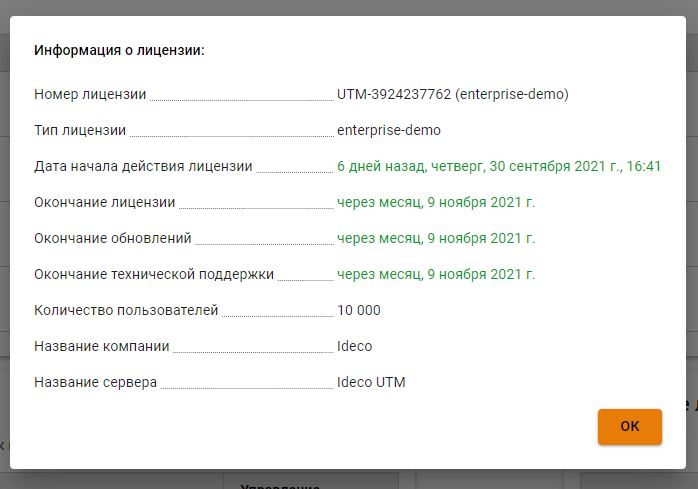 Информация о лицензии:
Номер лицензии UTM-3924237762 (enterprise-demo)
Тип лицензии enterprise-demo
Дата начала действия лицензии 6 дней назад, четверг, 30 сентября 2021 г., 16:41
Окончание лицензии через месяц, 9 ноября 2021 г.
Окончание обновлений через месяц, 9 ноября 2021 г.
Окончание технической поддержки через месяц, 9 ноября 2021 г.
Количество пользователей 10 000
Название компании Ideco
Название сервера Ideco UTM
ОК